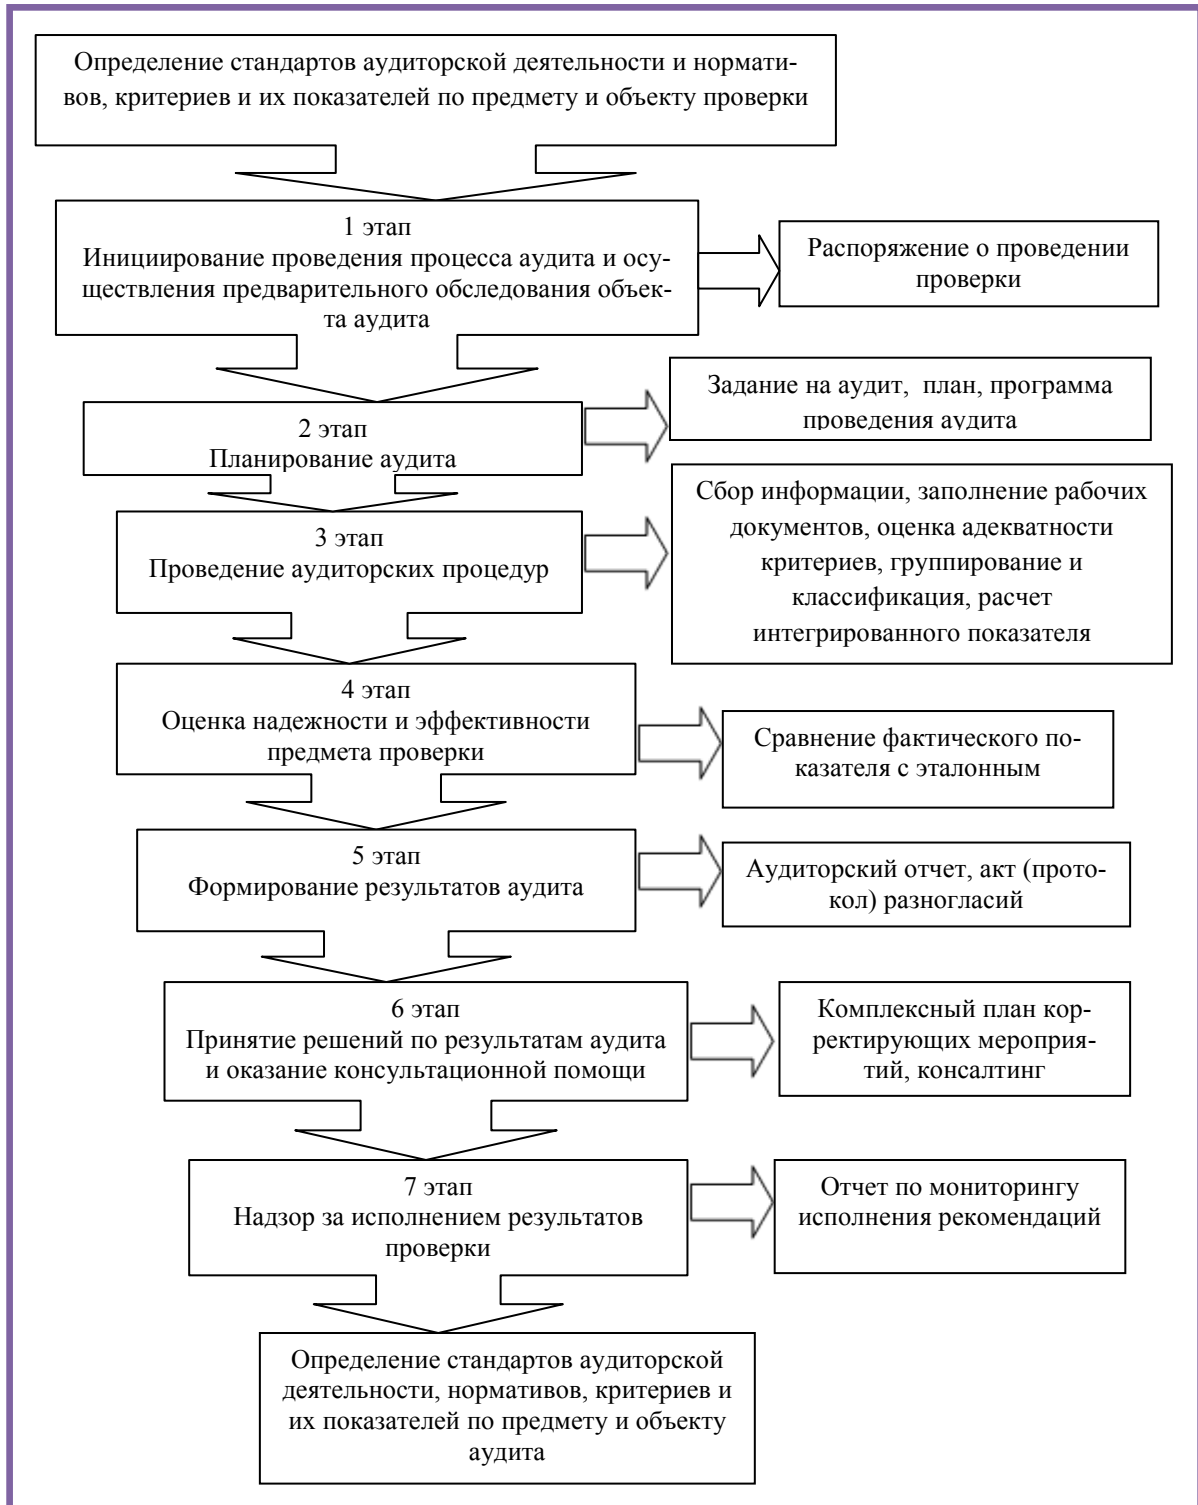 Определение стандартов аудиторской деятельности и нормати-
вов, критериев и их показателей по предмету и объекту проверки
1 этап
Инициирование проведения процесса аудита и осу-
ществления предварительного обследования объек-
та аудита
Распоряжение о проведении
проверки
2 этап
Планирование аудита
Задание на аудит, план, программа
проведения аудита
3 этап
Проведение аудиторских процедур
Сбор информации, заполнение рабочих
документов, оценка адекватности
критериев, группирование и
классификация, расчет
интегрированного показателя
4 этап
Оценка надежности и эффективности
предмета проверки
Сравнение фактического по-
казателя с эталонным
5 этап
Формирование результатов аудита
Аудиторский отчет, акт (прото-
кол) разногласий
6 этап
Принятие решений по результатам аудита
и оказание консультационной помощи
Комплексный план кор-
ректирующих мероприя-
тий, консалтинг
7 этап
Надзор за исполнением результатов
проверки
Отчет по мониторингу
исполнения рекомендаций
Определение стандартов аудиторской
деятельности, нормативов, критериев и
их показателей по предмету и объекту
аудита